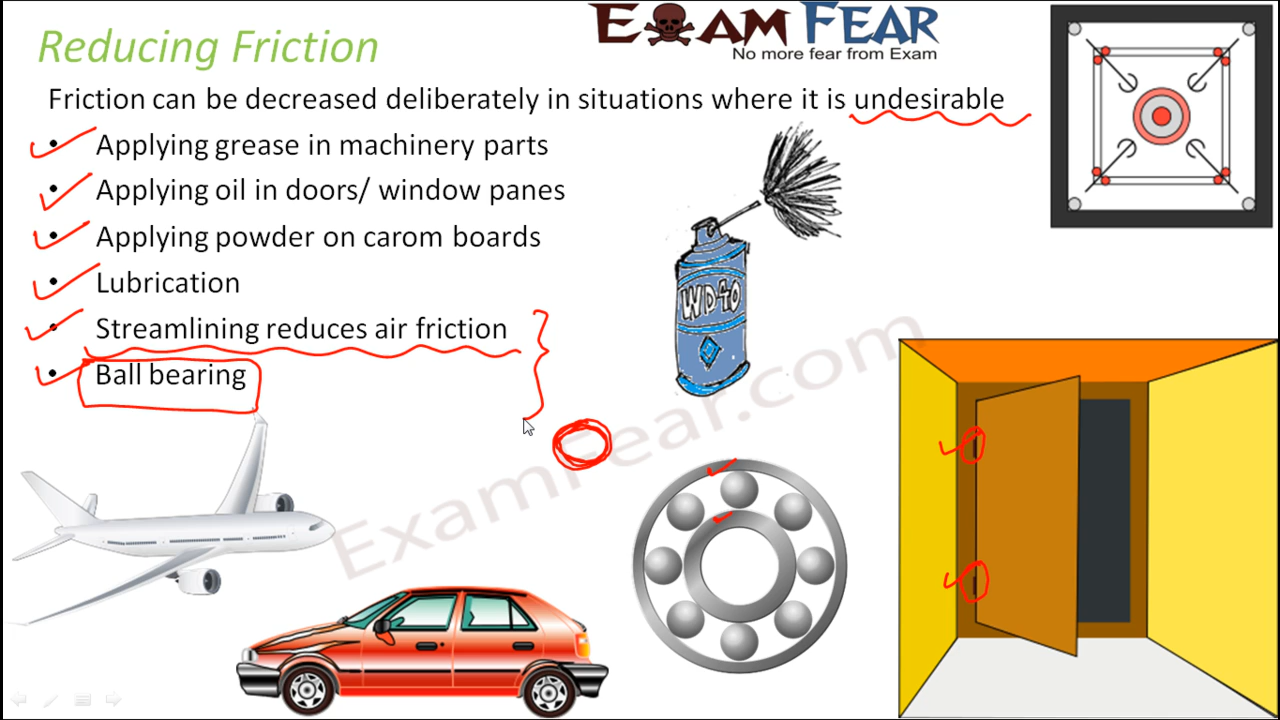 Reducing Friction
EXAM FEAR
No more fear from Exam
Friction can be decreased deliberately in situations where it is undesirable
• Applying grease in machinery parts
• Applying oil in doors/ window panes
• Applying powder on carom boards
• Lubrication
• Streamlining reduces air friction
• Ball bearing
WD40
ExamFear.com